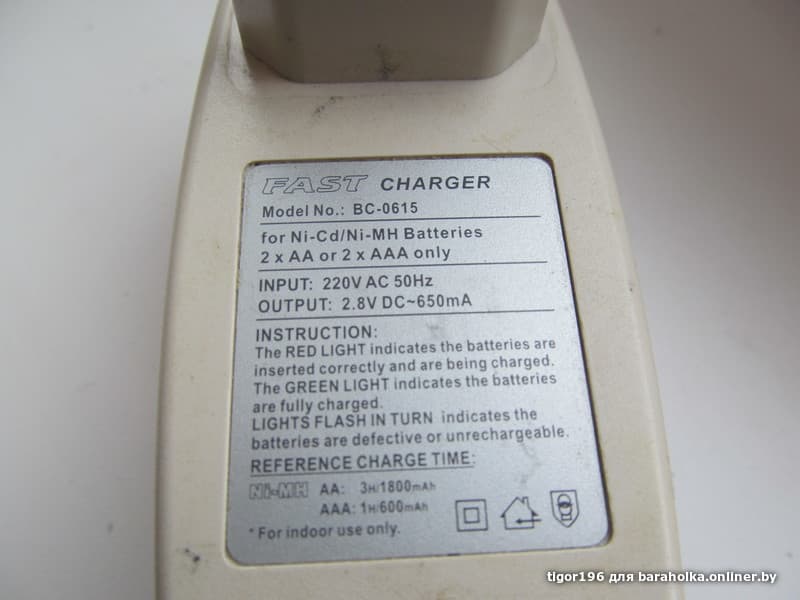 FAST CHARGER
Model No.: BC-0615
for Ni-Cd/Ni-MH Batteries
2 x AA or 2 x AAA only
INPUT: 220V AC 50Hz
OUTPUT: 2.8V DC~650mA
INSTRUCTION:
The RED LIGHT indicates the batteries are
inserted correctly and are being charged.
The GREEN LIGHT indicates the batteries
are fully charged.
LIGHTS FLASH IN TURN indicates the
batteries are defective or unrechargeable.
REFERENCE CHARGE TIME:
Ni-MH AA: 3H/1800mAh
AAA: 1H/600mAh
* For indoor use only.
tigor196 для baraholka.onliner.by